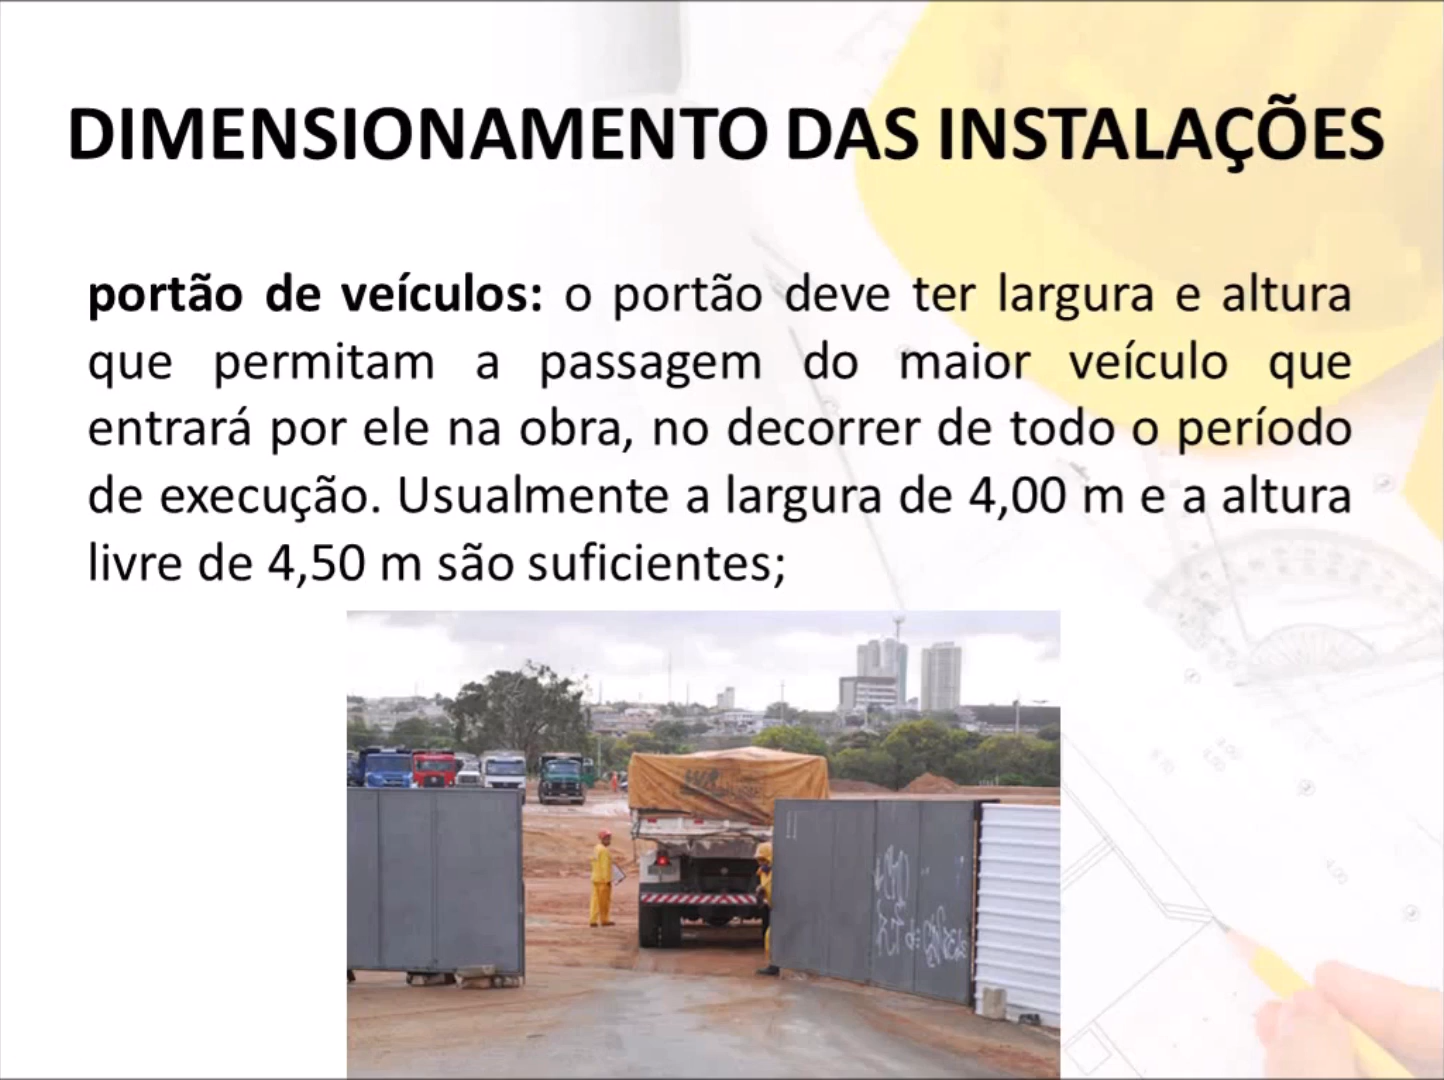 DIMENSIONAMENTO DAS INSTALAÇÕES
portão de veículos: o portão deve ter largura e altura
que permitam a passagem do maior veículo que
entrará por ele na obra, no decorrer de todo o período
de execução. Usualmente a largura de 4,00 m e a altura
livre de 4,50 m são suficientes;